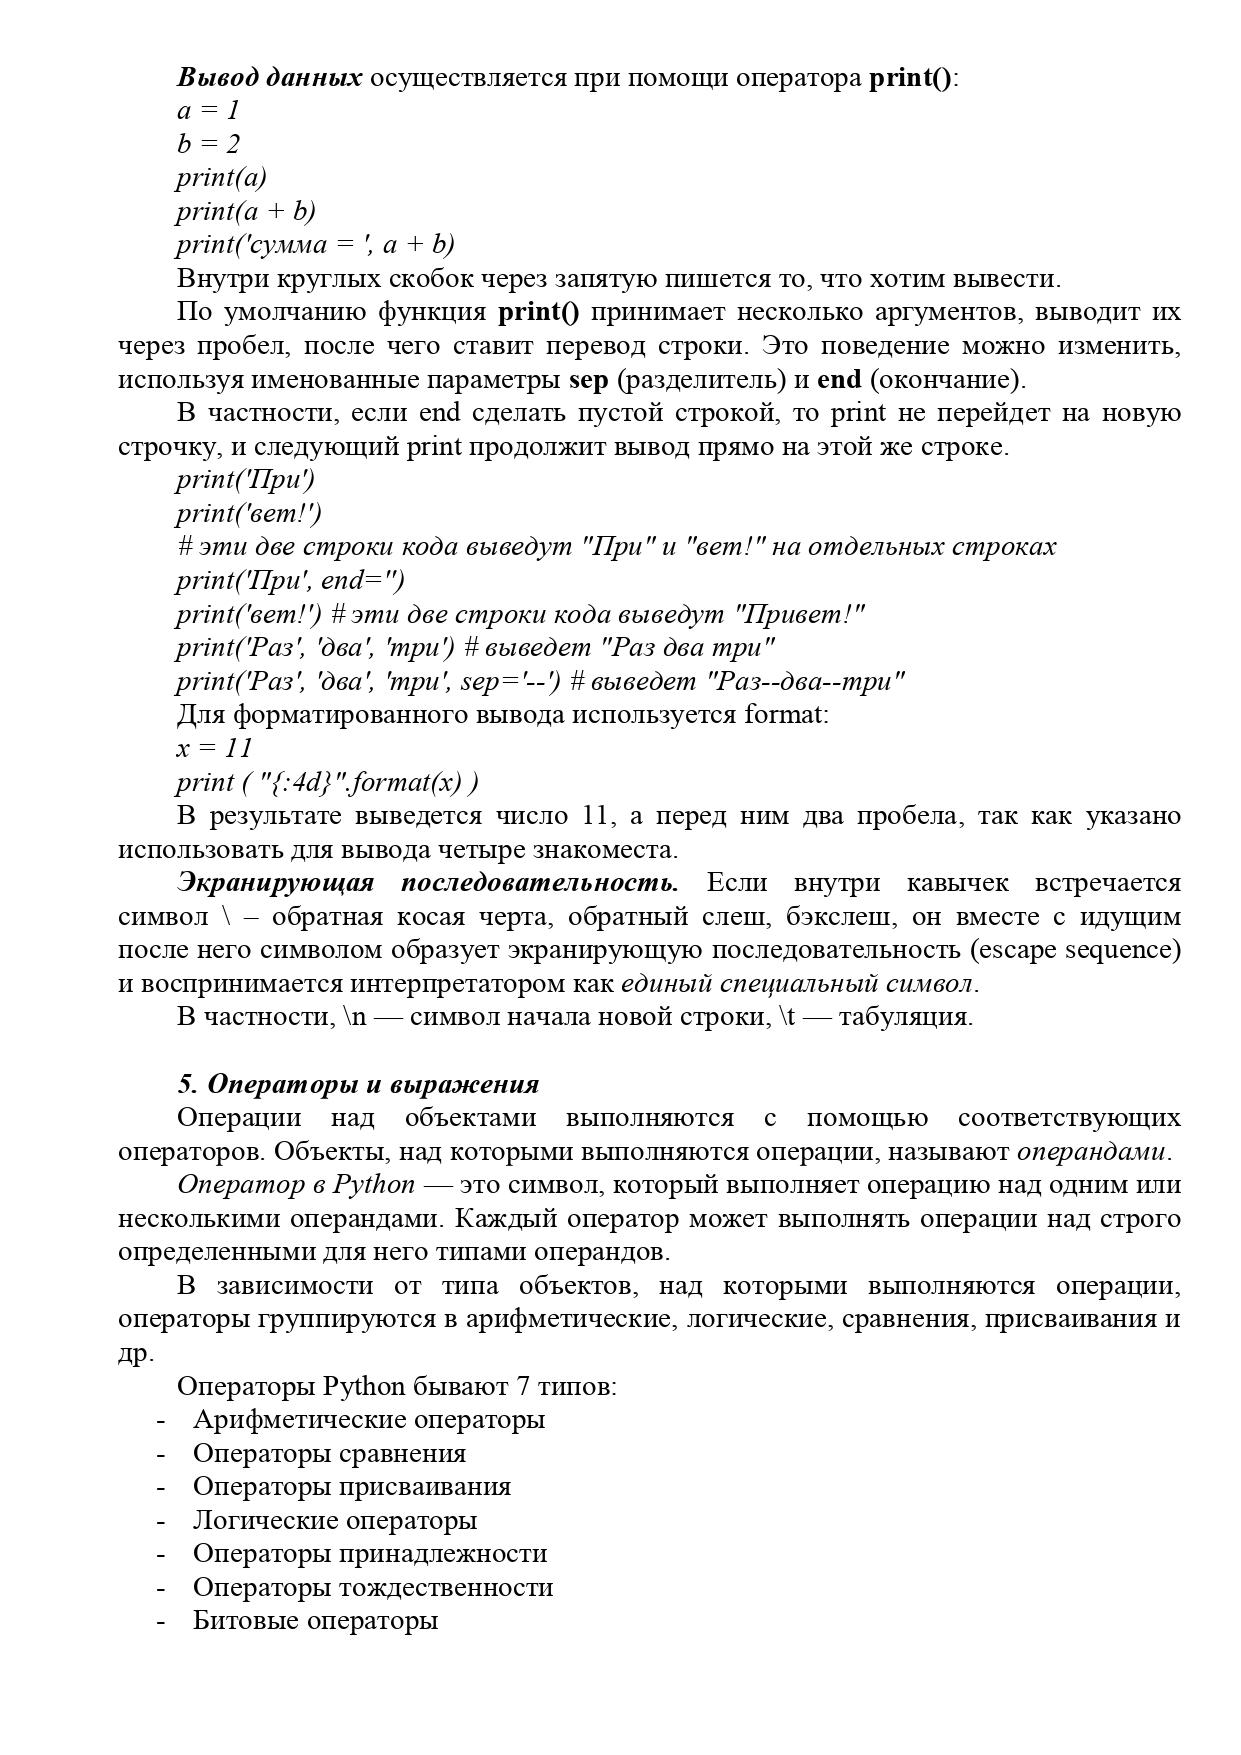 Вывод данных осуществляется при помощи оператора print():
a = 1
b = 2
print(a)
print(a + b)
print('сумма = ', a + b)
Внутри круглых скобок через запятую пишется то, что хотим вывести.
По умолчанию функция print() принимает несколько аргументов, выводит их
через пробел, после чего ставит перевод строки. Это поведение можно изменить,
используя именованные параметры sep (разделитель) и end (окончание).
В частности, если end сделать пустой строкой, то print не перейдет на новую
строчку, и следующий print продолжит вывод прямо на этой же строке.
print('При')
print('вет!')
# эти две строки кода выведут "При" и "вет!" на отдельных строках
print('При', end='')
print('вет!') # эти две строки кода выведут "Привет!"
print('Раз', 'два', 'три') # выведет "Раз два три"
print('Раз', 'два', 'три', sep='--') # выведет "Раз--два--три"
Для форматированного вывода используется format:
x = 11
print ( "{:4d}".format(x) )
В результате выведется число 11, а перед ним два пробела, так как указано
использовать для вывода четыре знакоместа.
Экранирующая последовательность. Если внутри кавычек встречается
символ \ – обратная косая черта, обратный слеш, бэкслеш, он вместе с идущим
после него символом образует экранирующую последовательность (escape sequence)
и воспринимается интерпретатором как единый специальный символ.
В частности, \n — символ начала новой строки, \t — табуляция.
5. Операторы и выражения
Операции над объектами выполняются с помощью соответствующих
операторов. Объекты, над которыми выполняются операции, называют операндами.
Оператор в Python — это символ, который выполняет операцию над одним или
несколькими операндами. Каждый оператор может выполнять операции над строго
определенными для него типами операндов.
В зависимости от типа объектов, над которыми выполняются операции,
операторы группируются в арифметические, логические, сравнения, присваивания и
др.
Операторы Python бывают 7 типов:
- Арифметические операторы
- Операторы сравнения
- Операторы присваивания
- Логические операторы
- Операторы принадлежности
- Операторы тождественности
- Битовые операторы